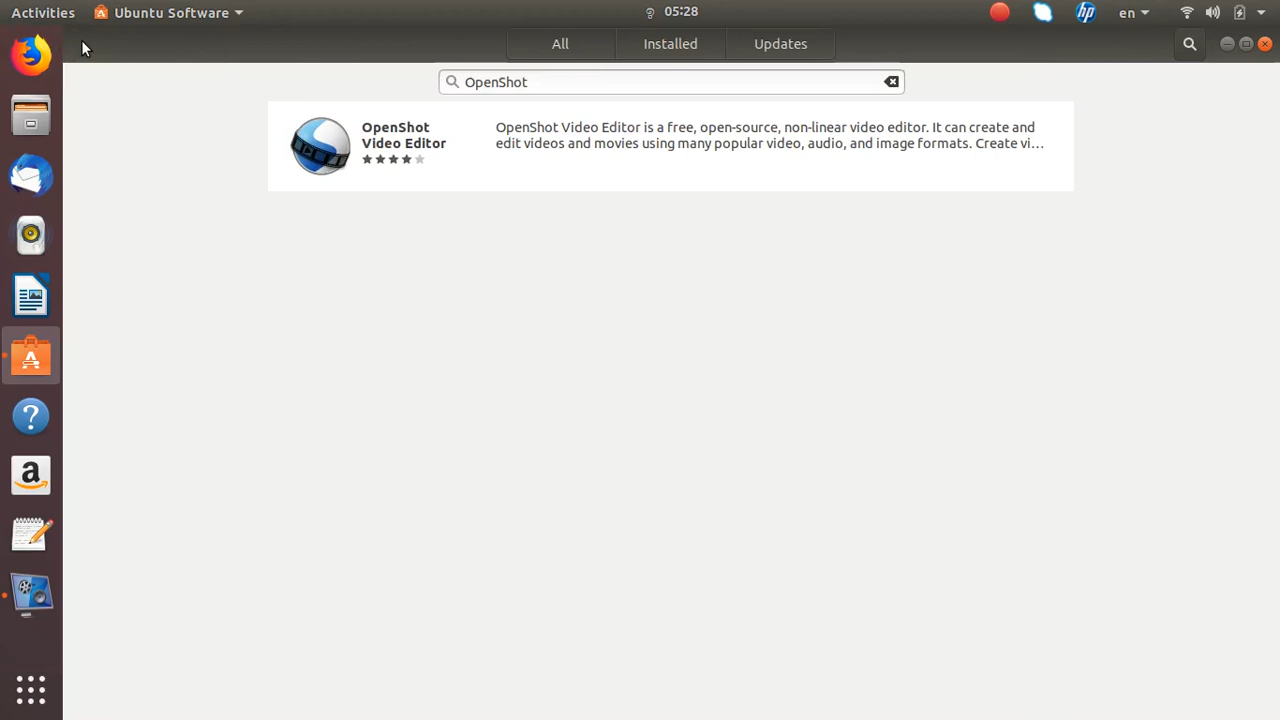 Activities
Ubuntu Software
05:28
en
All
Installed
Updates
OpenShot
OpenShot
Video Editor
OpenShot Video Editor is a free, open-source, non-linear video editor. It can create and
edit videos and movies using many popular video, audio, and image formats. Create vi…